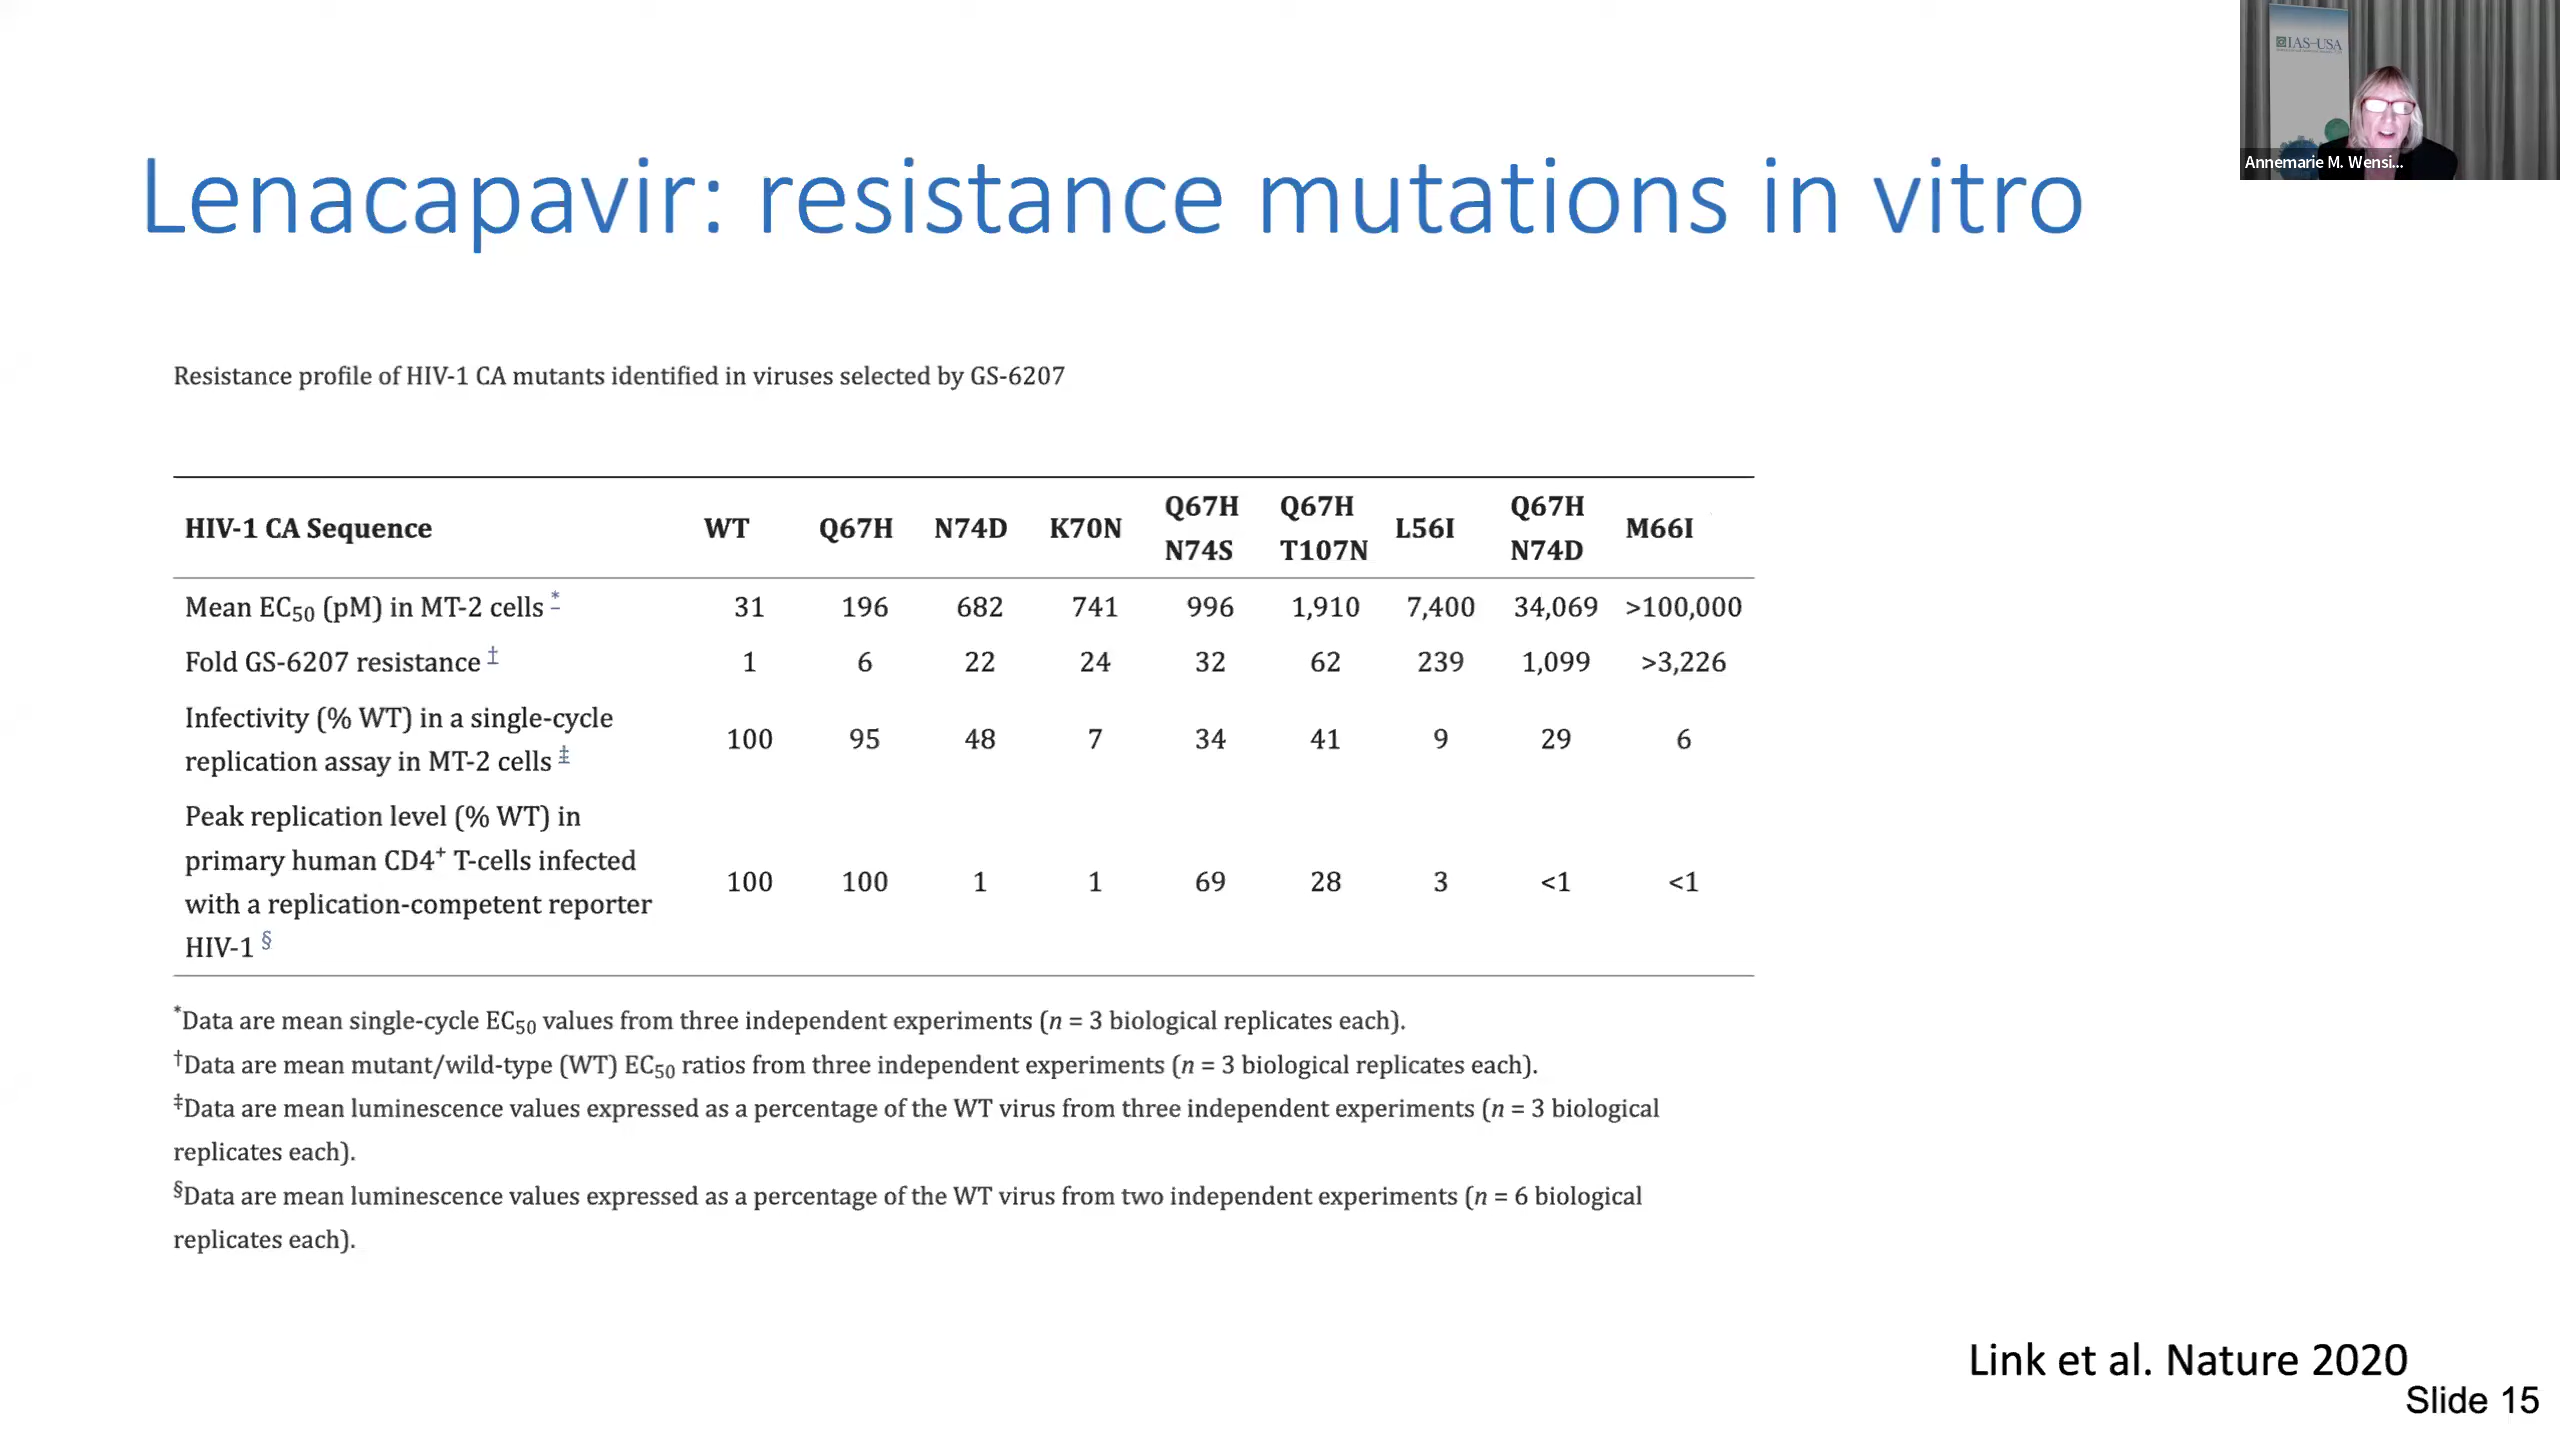 IAS–USA
Annemarie M. Wensi...
Lenacapavir: resistance mutations in vitro
Resistance profile of HIV-1 CA mutants identified in viruses selected by GS-6207
HIV-1 CA Sequence WT Q67H N74D K70N Q67H N74S Q67H T107N L56I Q67H N74D M66I
Mean EC50 (pM) in MT-2 cells * 31 196 682 741 996 1,910 7,400 34,069 >100,000
Fold GS-6207 resistance † 1 6 22 24 32 62 239 1,099 >3,226
Infectivity (% WT) in a single-cycle
replication assay in MT-2 cells ‡ 100 95 48 7 34 41 9 29 6
Peak replication level (% WT) in
primary human CD4+ T-cells infected
with a replication-competent reporter
HIV-1 § 100 100 1 1 69 28 3 <1 <1
*Data are mean single-cycle EC50 values from three independent experiments (n = 3 biological replicates each).
†Data are mean mutant/wild-type (WT) EC50 ratios from three independent experiments (n = 3 biological replicates each).
‡Data are mean luminescence values expressed as a percentage of the WT virus from three independent experiments (n = 3 biological
replicates each).
§Data are mean luminescence values expressed as a percentage of the WT virus from two independent experiments (n = 6 biological
replicates each).
Link et al. Nature 2020
Slide 15